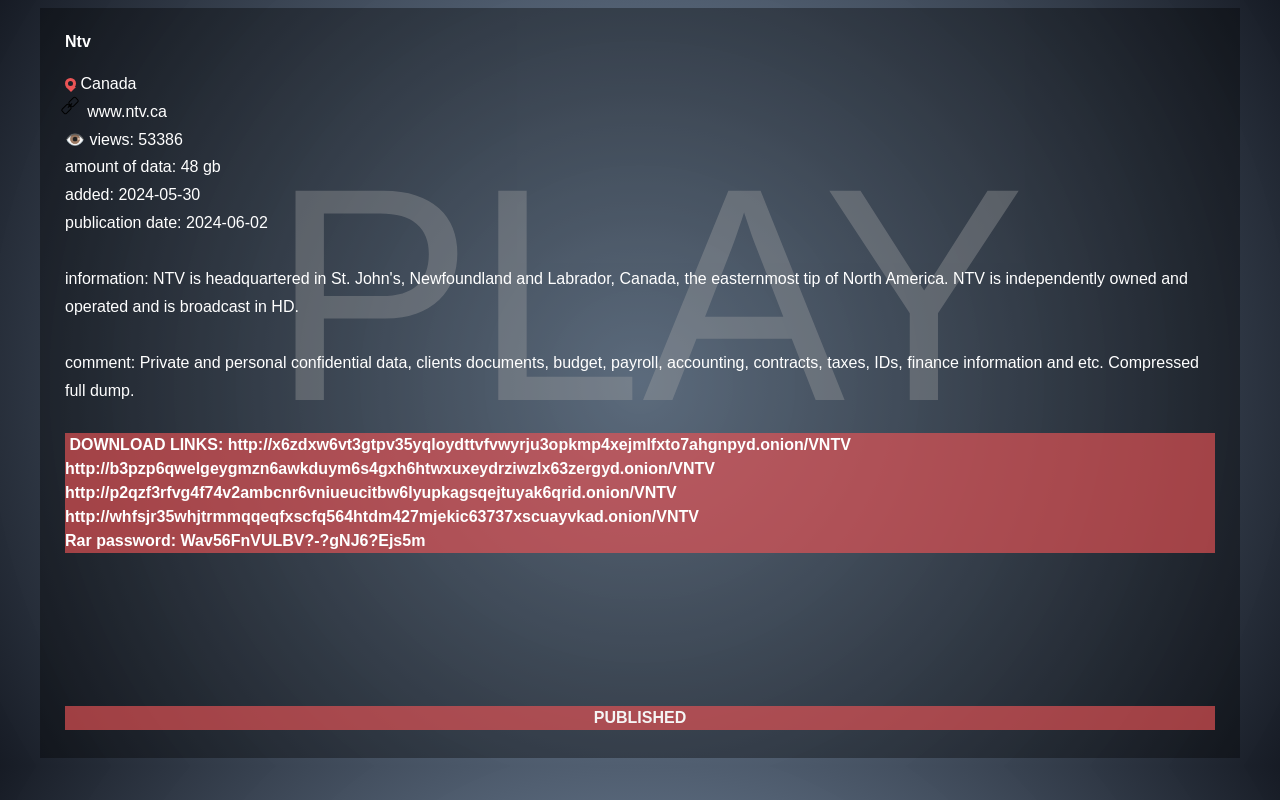 PLAY
Ntv
Canada
www.ntv.ca
views: 53386
amount of data: 48 gb
added: 2024-05-30
publication date: 2024-06-02
information: NTV is headquartered in St. John's, Newfoundland and Labrador, Canada, the easternmost tip of North America. NTV is independently owned and
operated and is broadcast in HD.
comment: Private and personal confidential data, clients documents, budget, payroll, accounting, contracts, taxes, IDs, finance information and etc. Compressed
full dump.
DOWNLOAD LINKS: http://x6zdxw6vt3gtpv35yqloydttvfvwyrju3opkmp4xejmlfxto7ahgnpyd.onion/VNTV
http://b3pzp6qwelgeygmzn6awkduym6s4gxh6htwxuxeydrziwzlx63zergyd.onion/VNTV
http://p2qzf3rfvg4f74v2ambcnr6vniueucitbw6lyupkagsqejtuyak6qrid.onion/VNTV
http://whfsjr35whjtrmmqqeqfxscfq564htdm427mjekic63737xscuayvkad.onion/VNTV
Rar password: Wav56FnVULBV?-?gNJ6?Ejs5m
PUBLISHED